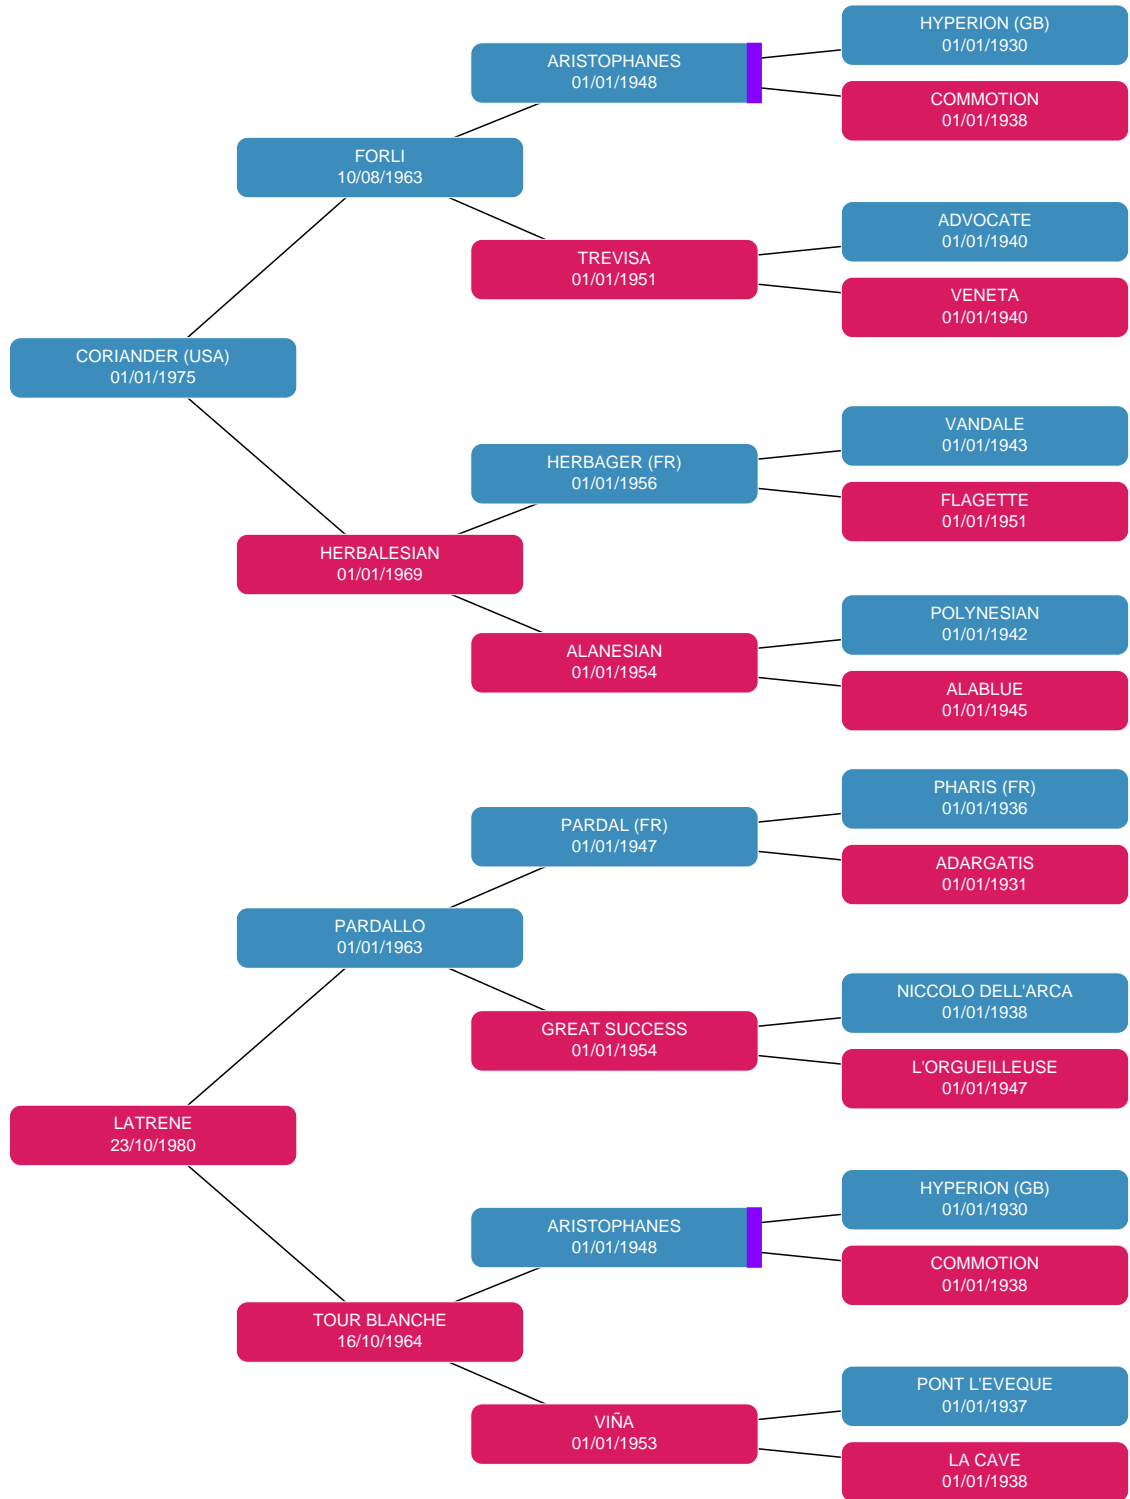 HYPERION (GB)
01/01/1930
ARISTOPHANES
01/01/1948
COMMOTION
01/01/1938
FORLI
10/08/1963
ADVOCATE
01/01/1940
TREVISA
01/01/1951
VENETA
01/01/1940
CORIANDER (USA)
01/01/1975
VANDALE
01/01/1943
HERBAGER (FR)
01/01/1956
FLAGETTE
01/01/1951
HERBALESIAN
01/01/1969
POLYNESIAN
01/01/1942
ALANESIAN
01/01/1954
ALABLUE
01/01/1945
PHARIS (FR)
01/01/1936
PARDAL (FR)
01/01/1947
ADARGATIS
01/01/1931
PARDALLO
01/01/1963
NICCOLO DELL'ARCA
01/01/1938
GREAT SUCCESS
01/01/1954
L'ORGUEILLEUSE
01/01/1947
LATRENE
23/10/1980
HYPERION (GB)
01/01/1930
ARISTOPHANES
01/01/1948
COMMOTION
01/01/1938
TOUR BLANCHE
16/10/1964
PONT L'EVEQUE
01/01/1937
VIÑA
01/01/1953
LA CAVE
01/01/1938